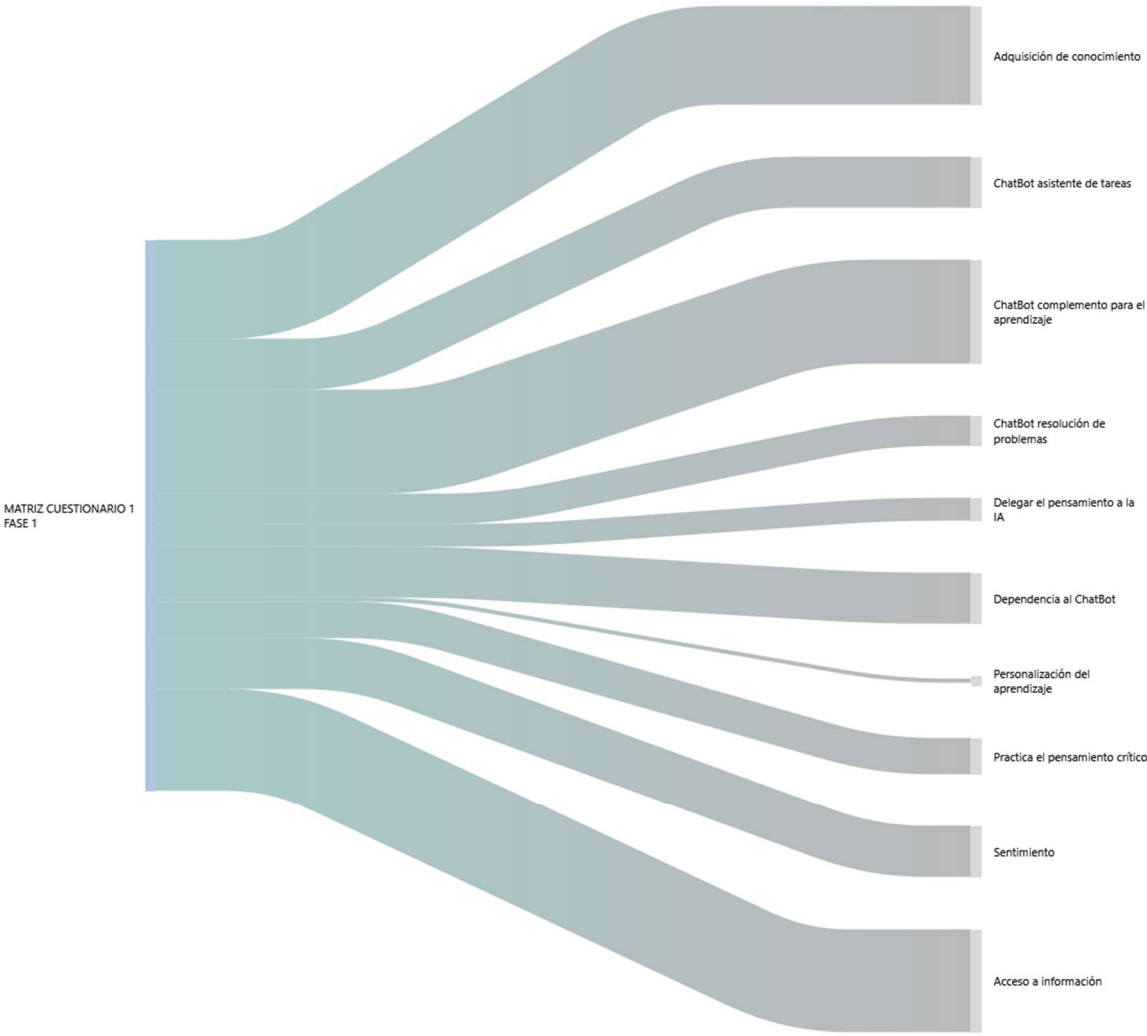 Adquisición de conocimiento
ChatBot asistente de tareas
ChatBot complemento para el
aprendizaje
ChatBot resolución de
problemas
MATRIZ CUESTIONARIO 1
FASE 1
Delegar el pensamiento a la
IA
Dependencia al ChatBot
Personalización del
aprendizaje
Practica el pensamiento crítico
Sentimiento
Acceso a información